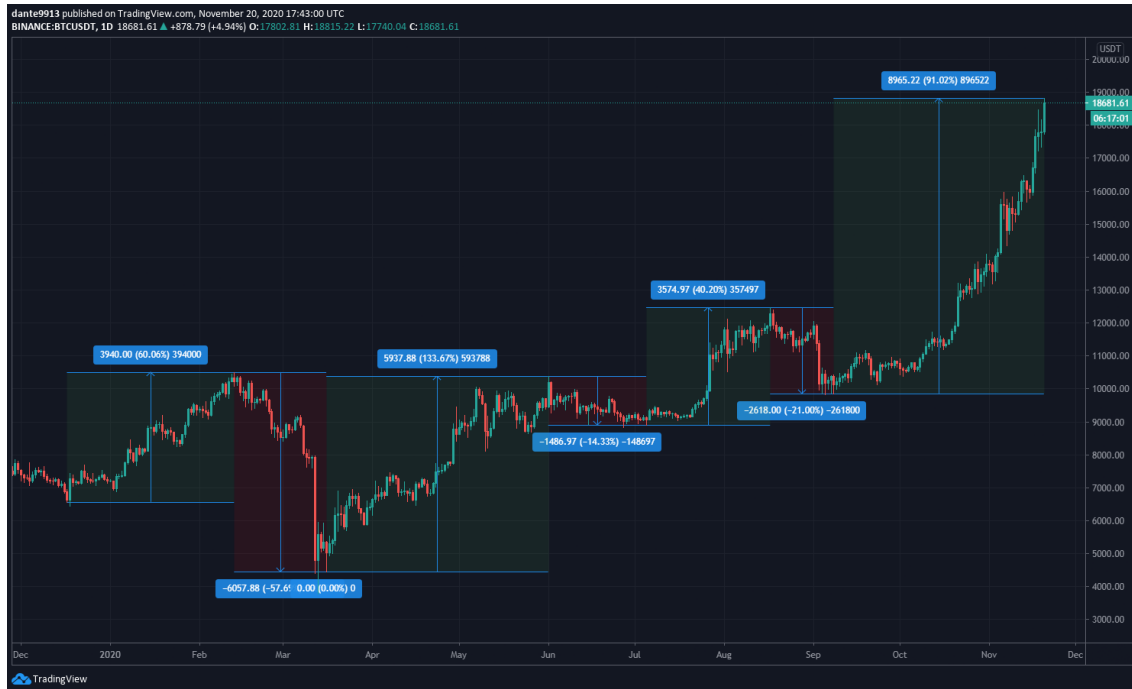 dante9913 published on TradingView.com, November 20, 2020 17:43:00 UTC
BINANCE:BTCUSDT, 1D 18681.61 ▲ +878.79 (+4.94%) O:17802.81 H:18815.22 L:17740.04 C:18681.61
USDT
20000.00
8965.22 (91.02%) 896522
19000.00
18681.61
06:17:01
18000.00
17000.00
16000.00
15000.00
14000.00
3574.97 (40.20%) 357497
13000.00
12000.00
3940.00 (60.06%) 394000
5937.88 (133.67%) 593788
11000.00
10000.00
−2618.00 (−21.00%) −261800
9000.00
−1486.97 (−14.33%) −148697
8000.00
7000.00
6000.00
5000.00
−6057.88 (−57.6
0.00 (0.00%) 0
4000.00
3000.00
Dec 2020 Feb Mar Apr May Jun Jul Aug Sep Oct Nov Dec
TradingView